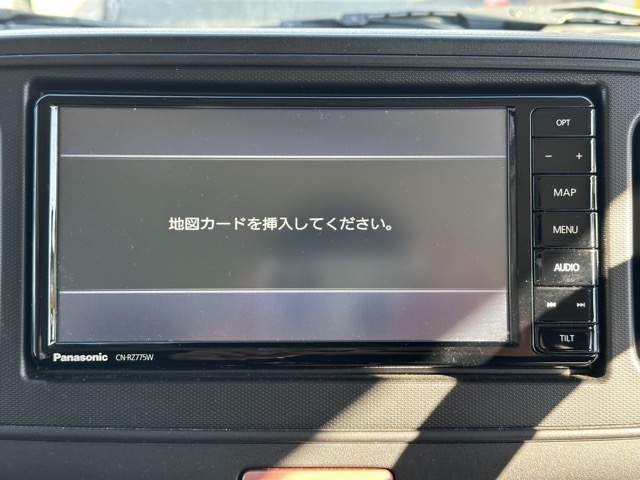 地図カードを挿入してください。
OPT
− +
MAP
MENU
AUDIO
TILT
Panasonic CN-RZ775W